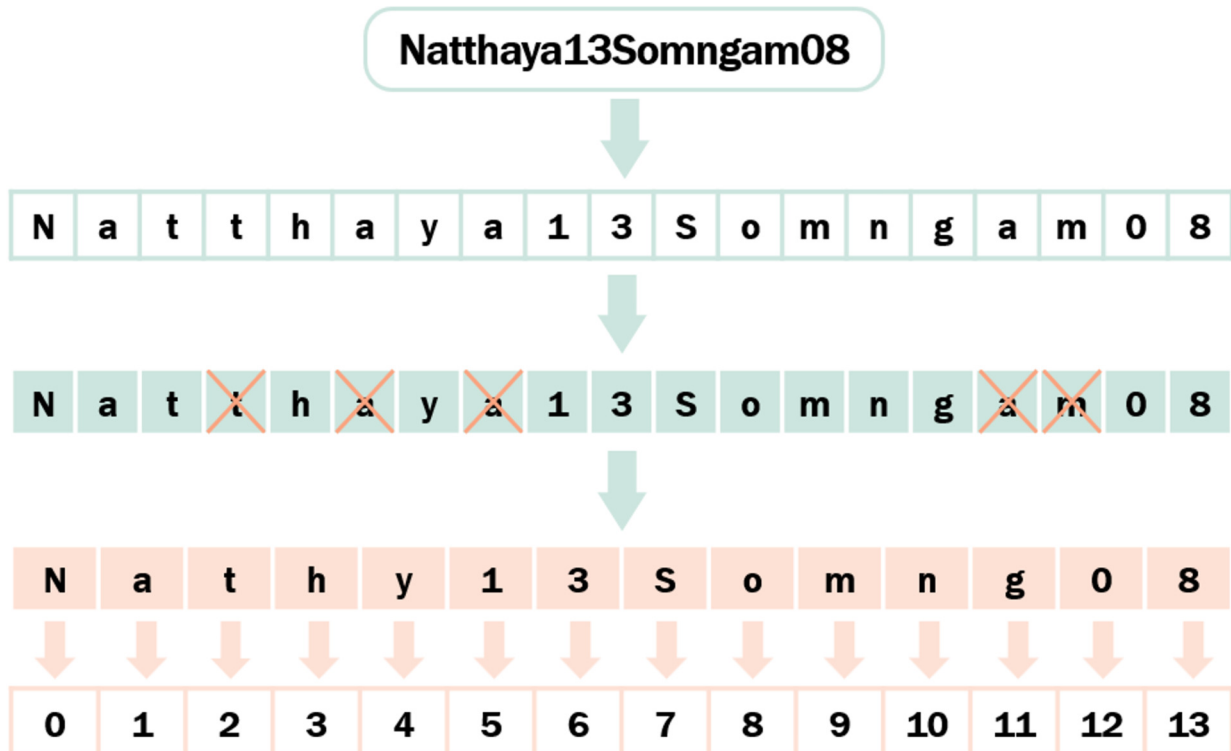 Natthaya13Somngam08
N a t t h a y a 1 3 S o m n g a m 0 8
N a t t h a y a 1 3 S o m n g a m 0 8
N a t h y 1 3 S o m n g 0 8
0 1 2 3 4 5 6 7 8 9 10 11 12 13